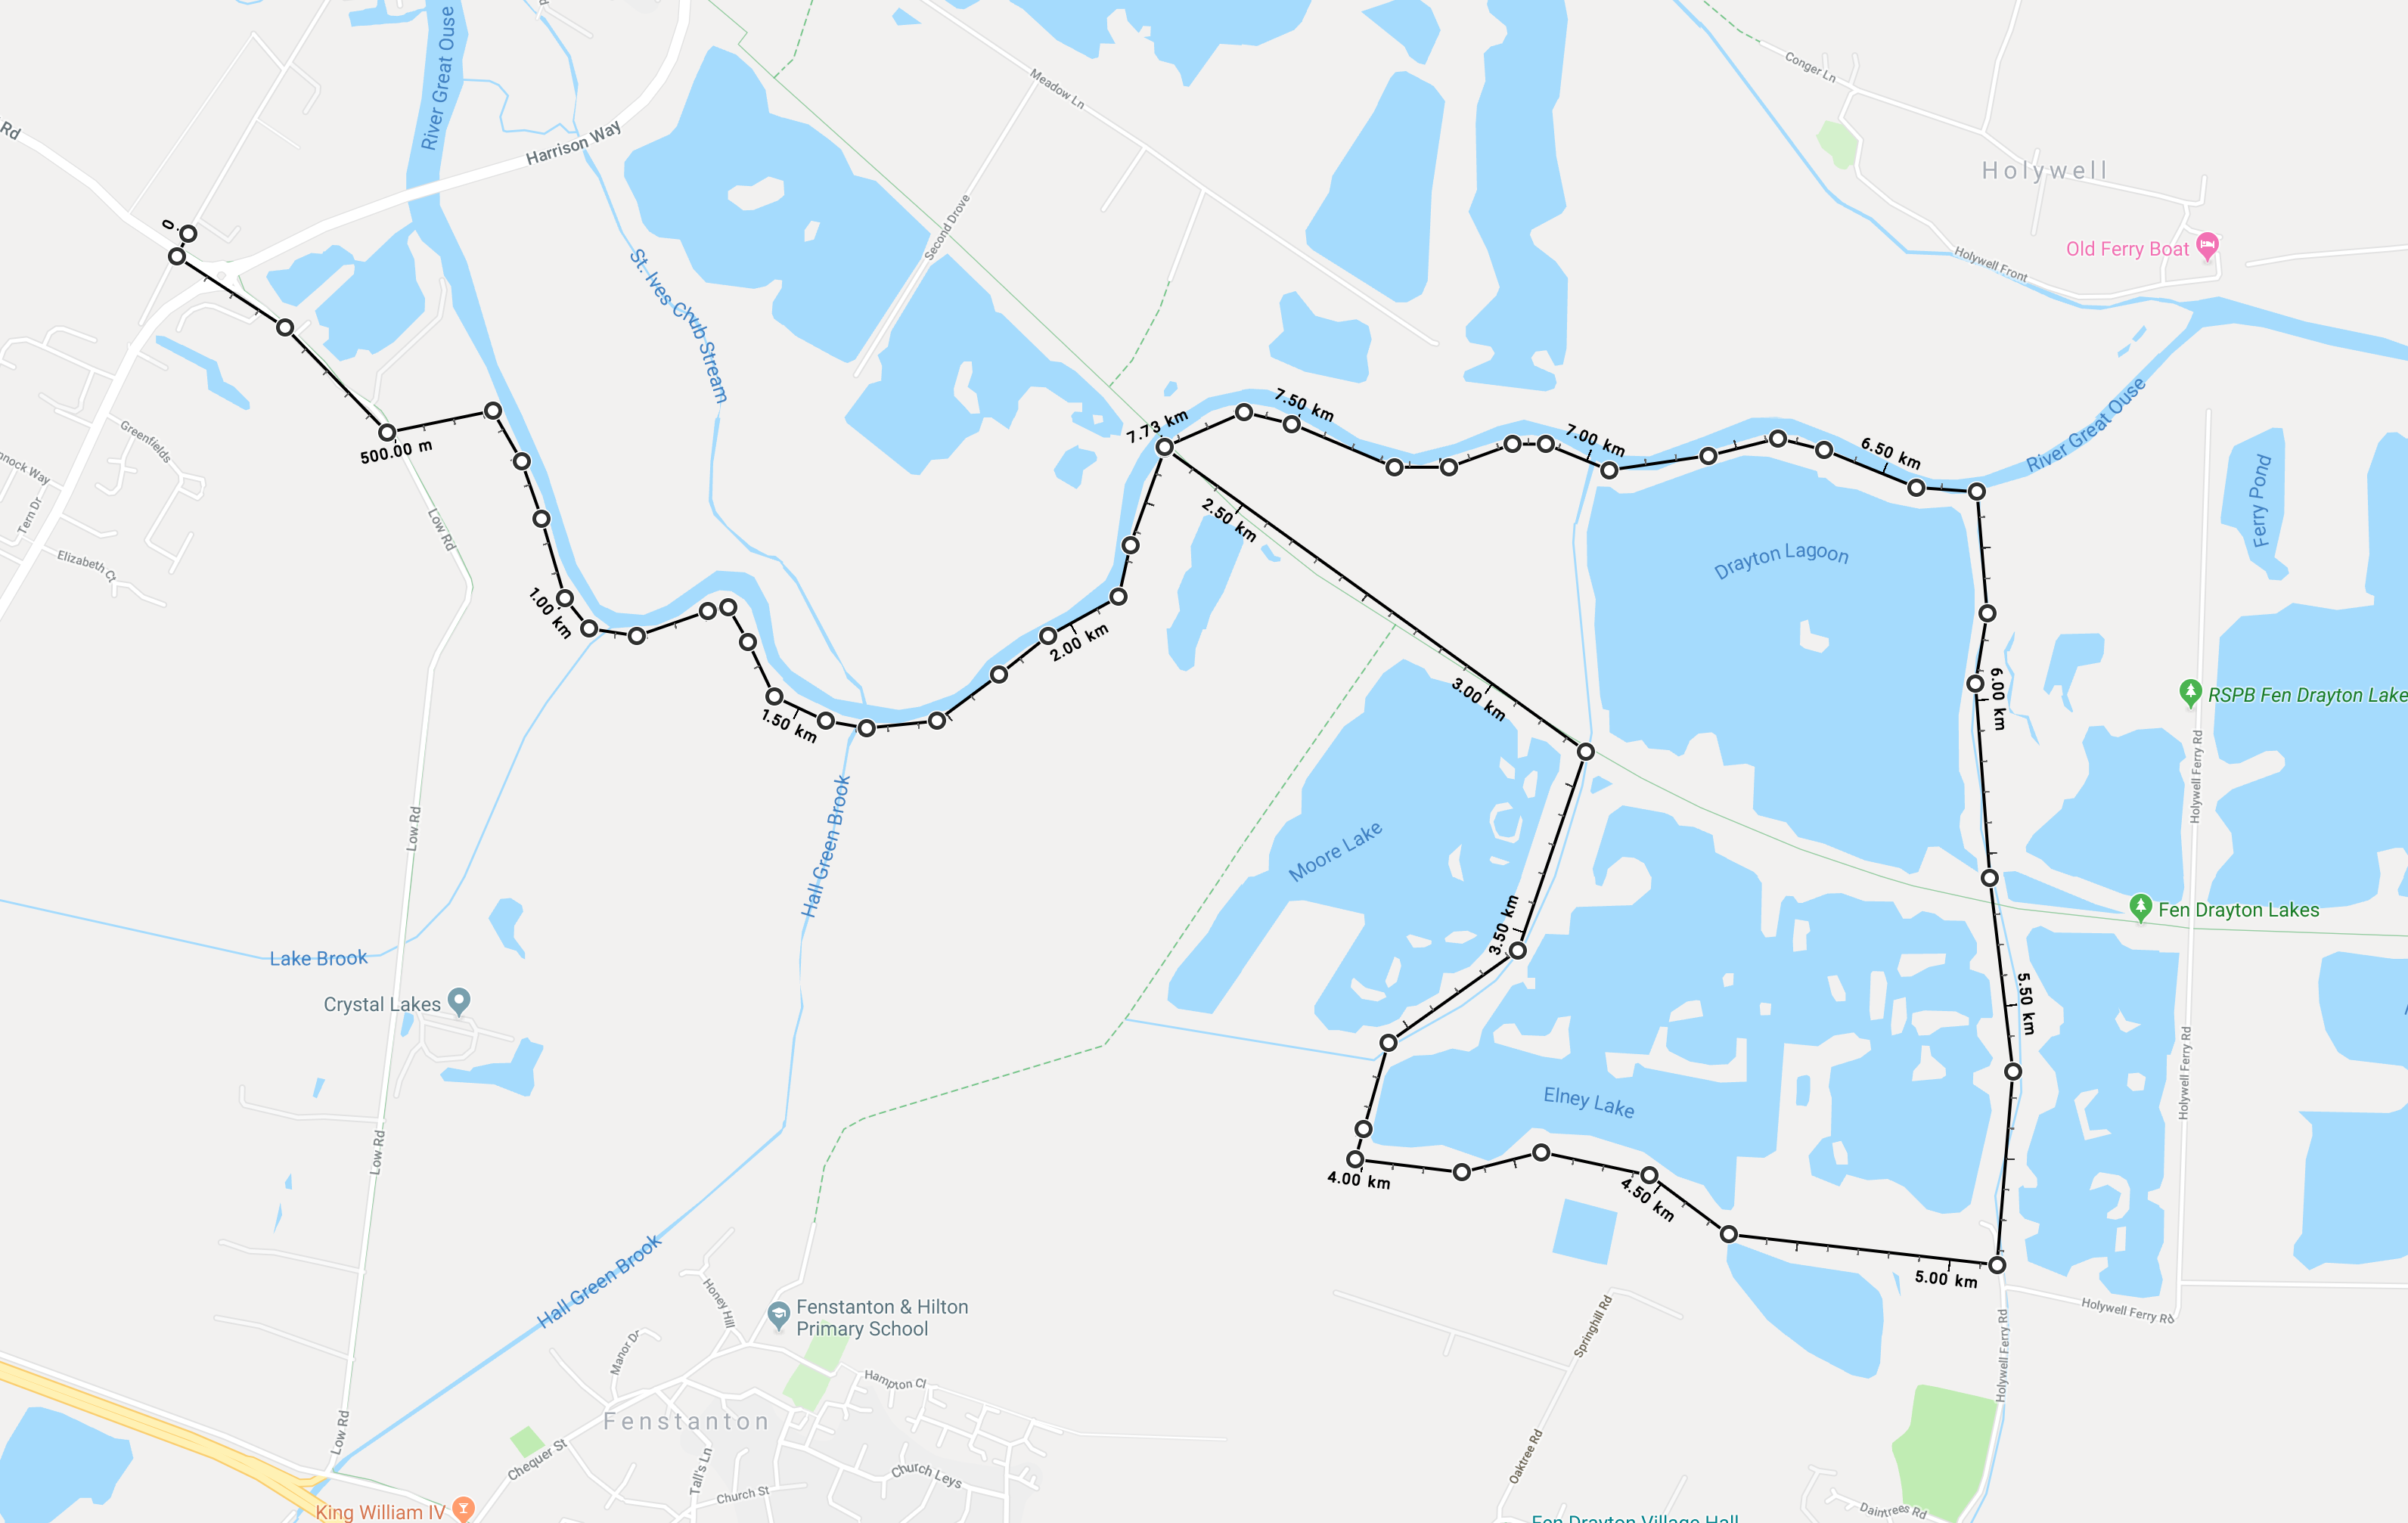 River Great Ouse
Rd
Harrison Way
Meadow Ln
Conger Ln
Holywell
Second Drove
0
Old Ferry Boat
Holywell Front
St. Ives Chub Stream
7.73 km
7.50 km
7.00 km
6.50 km
River Great Ouse
Greenfields
500.00 m
Ferry Pond
Tern Dr
Low Rd
2.50 km
Drayton Lagoon
Elizabeth Ct
1.00 km
2.00 km
3.00 km
6.00 km
RSPB Fen Drayton Lake
1.50 km
Holywell Ferry Rd
Low Rd
Moore Lake
Hall Green Brook
3.50 km
Fen Drayton Lakes
Lake Brook
Crystal Lakes
5.50 km
Holywell Ferry Rd
Elney Lake
Low Rd
4.00 km
4.50 km
5.00 km
Hall Green Brook
Honey Hill
Fenstanton & Hilton
Primary School
Springhill Rd
Holywell Ferry Rd
Holywell Ferry Rd
Manor Dr
Hampton Cl
Fenstanton
Low Rd
Chequer St
Tall's Ln
Church Leys
Church St
Oaktree Rd
King William IV
Daintrees Rd
Fen Drayton Village Hall